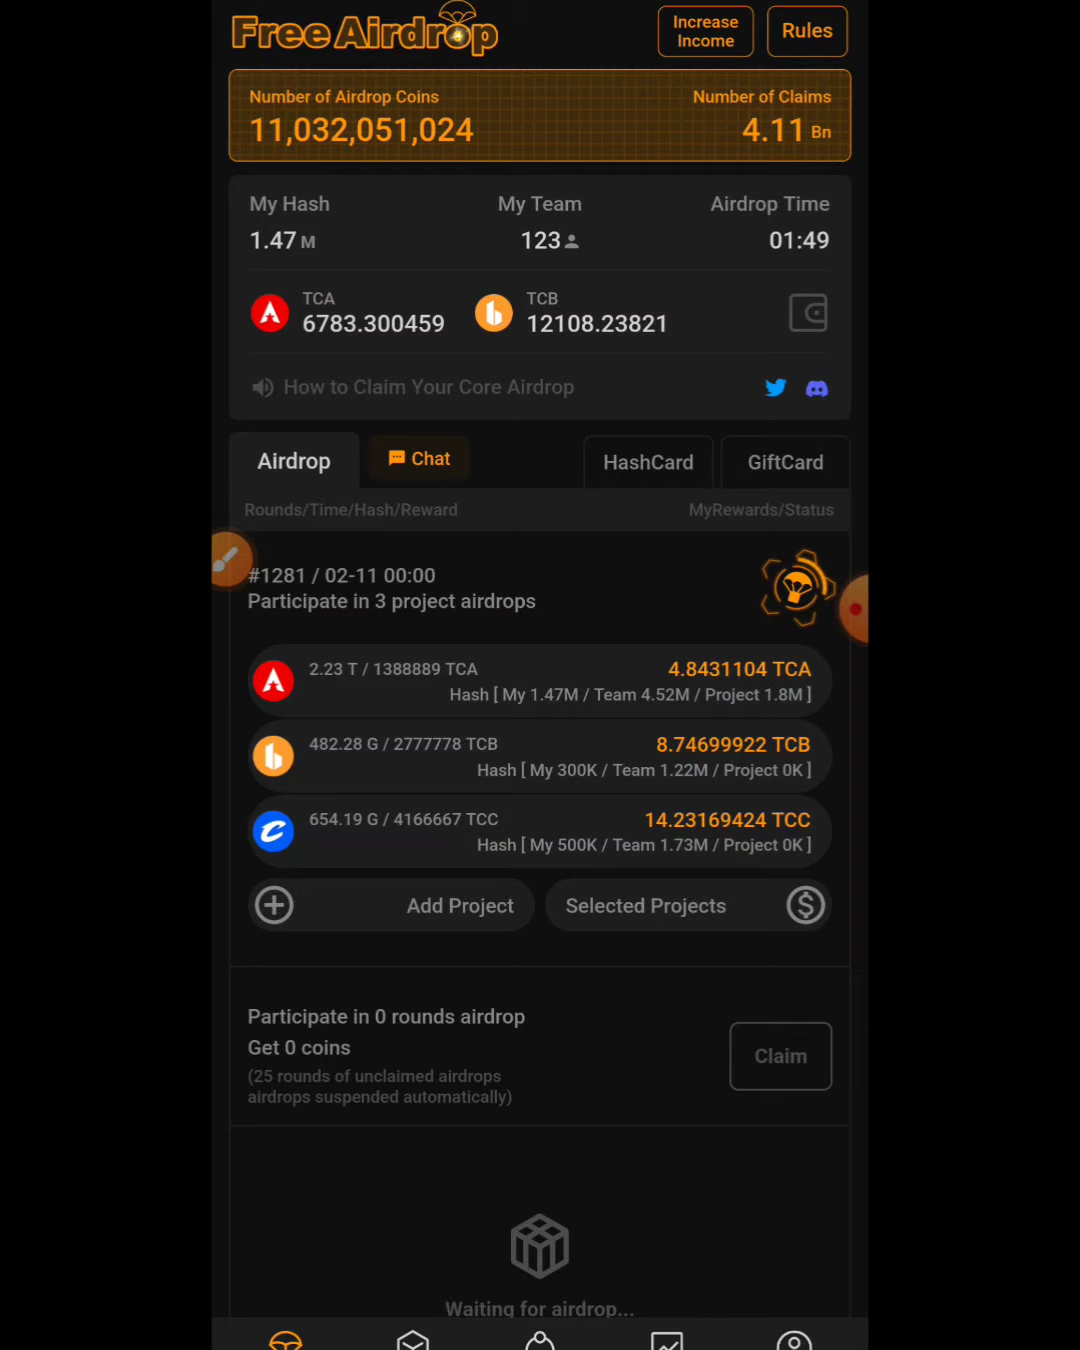 Free Airdrop
Increase Income
Rules
Number of Airdrop Coins
Number of Claims
11,032,051,024
4.11 Bn
My Hash
My Team
Airdrop Time
1.47 M
123
01:49
TCA
6783.300459
TCB
12108.23821
How to Claim Your Core Airdrop
Airdrop
Chat
HashCard
GiftCard
Rounds/Time/Hash/Reward
MyRewards/Status
#1281 / 02-11 00:00
Participate in 3 project airdrops
2.23 T / 1388889 TCA
4.8431104 TCA
Hash [ My 1.47M / Team 4.52M / Project 1.8M ]
482.28 G / 2777778 TCB
8.74699922 TCB
Hash [ My 300K / Team 1.22M / Project 0K ]
654.19 G / 4166667 TCC
14.23169424 TCC
Hash [ My 500K / Team 1.73M / Project 0K ]
Add Project
Selected Projects
Participate in 0 rounds airdrop
Get 0 coins
(25 rounds of unclaimed airdrops
airdrops suspended automatically)
Claim
Waiting for airdrop...